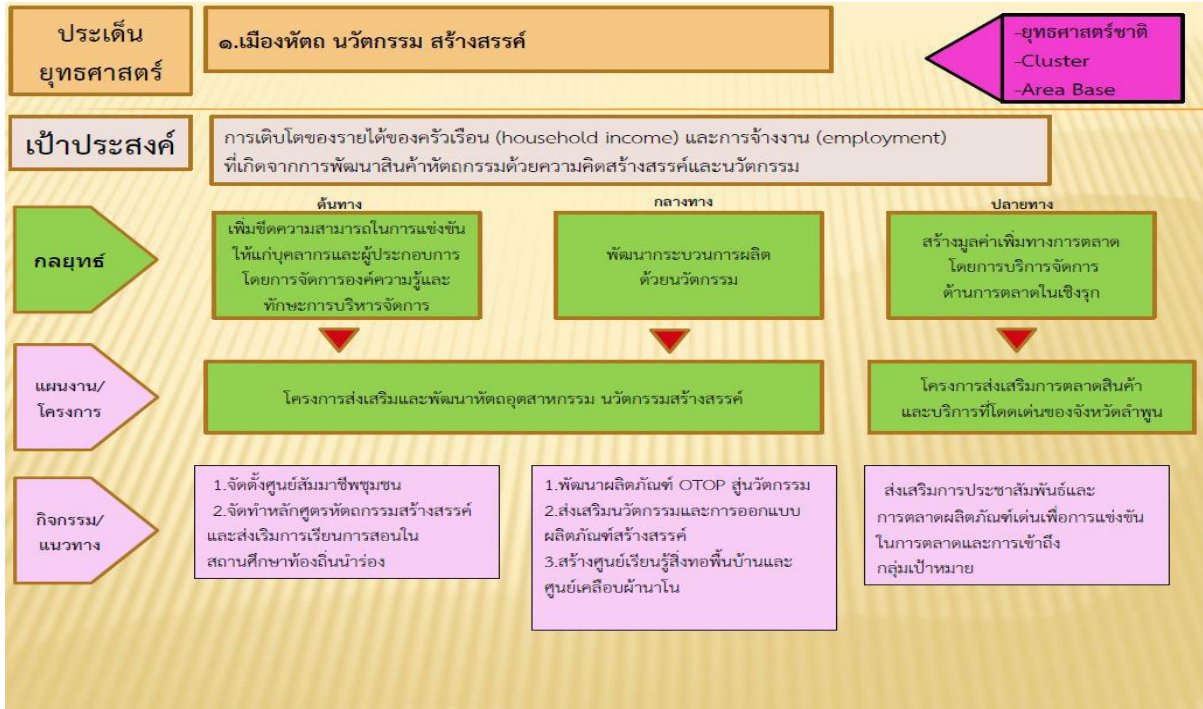 ประเด็น
ยุทธศาสตร์
๑.เมืองหัตถ นวัตกรรม สร้างสรรค์
-ยุทธศาสตร์ชาติ
-Cluster
-Area Base
เป้าประสงค์
การเติบโตของรายได้ของครัวเรือน (household income) และการจ้างงาน (employment)
ที่เกิดจากการพัฒนาสินค้าหัตถกรรมด้วยความคิดสร้างสรรค์และนวัตกรรม
ต้นทาง
กลางทาง
ปลายทาง
กลยุทธ์
เพิ่มขีดความสามารถในการแข่งขัน
ให้แก่บุคลากรและผู้ประกอบการ
โดยการจัดการองค์ความรู้และ
ทักษะการบริหารจัดการ
พัฒนากระบวนการผลิต
ด้วยนวัตกรรม
สร้างมูลค่าเพิ่มทางการตลาด
โดยการบริการจัดการ
ด้านการตลาดในเชิงรุก
แผนงาน/
โครงการ
โครงการส่งเสริมและพัฒนาหัตถอุตสาหกรรม นวัตกรรมสร้างสรรค์
โครงการส่งเสริมการตลาดสินค้า
และบริการที่โดดเด่นของจังหวัดลำพูน
กิจกรรม/
แนวทาง
1.จัดตั้งศูนย์สัมมาชีพชุมชน
2.จัดทำหลักสูตรหัตถกรรมสร้างสรรค์
และส่งเริมการเรียนการสอนใน
สถานศึกษาท้องถิ่นนำร่อง
1.พัฒนาผลิตภัณฑ์ OTOP สู่นวัตกรรม
2.ส่งเสริมนวัตกรรมและการออกแบบ
ผลิตภัณฑ์สร้างสรรค์
3.สร้างศูนย์เรียนรู้สิ่งทอพื้นบ้านและ
ศูนย์เคลือบผ้านาโน
ส่งเสริมการประชาสัมพันธ์และ
การตลาดผลิตภัณฑ์เด่นเพื่อการแข่งขัน
ในการตลาดและการเข้าถึง
กลุ่มเป้าหมาย